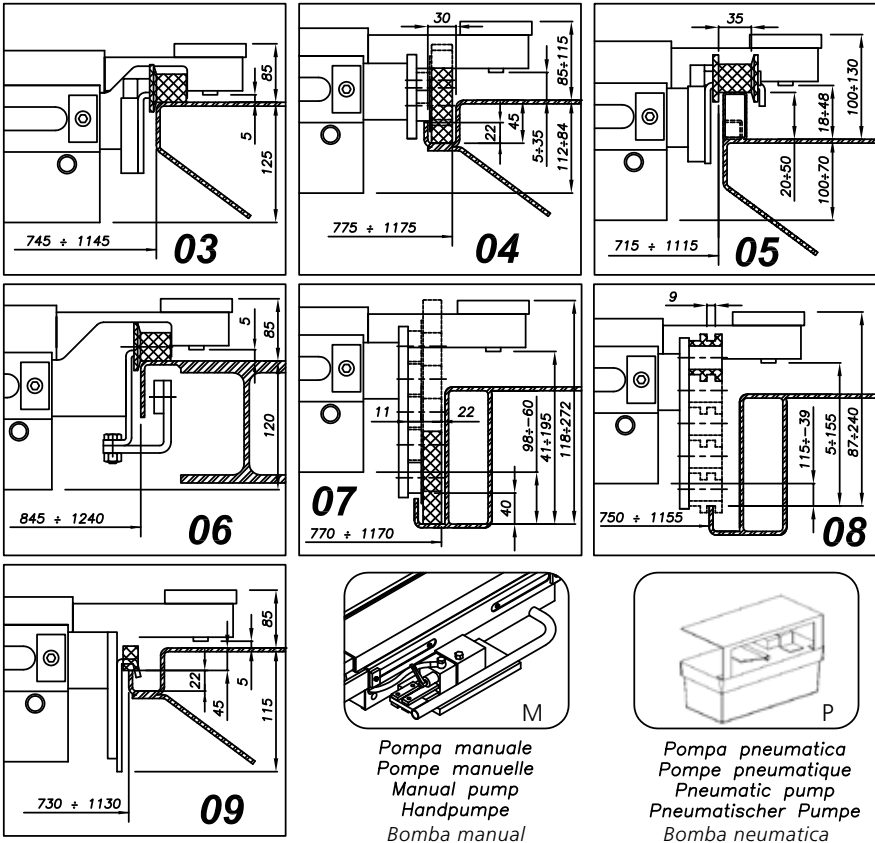 85
5
125
745 ÷ 1145
03
30
85÷115
45
22
5÷35
112÷84
775 ÷ 1175
04
35
100÷130
18÷48
20÷50
100÷70
715 ÷ 1115
05
5
85
120
845 ÷ 1240
06
11
22
98÷-60
41÷195
118÷272
40
07
770 ÷ 1170
9
115÷-39
5÷155
87÷240
750 ÷ 1155
08
85
22
5
45
115
730 ÷ 1130
09
M
Pompa manuale
Pompe manuelle
Manual pump
Handpumpe
Bomba manual
P
Pompa pneumatica
Pompe pneumatique
Pneumatic pump
Pneumatischer Pumpe
Bomba neumatica